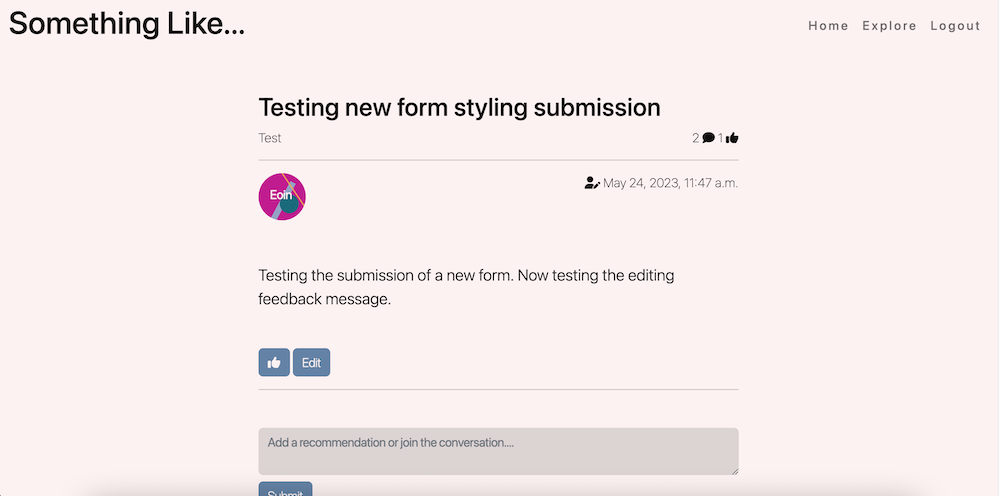 Something Like...
Home Explore Logout
Testing new form styling submission
Test
2 1
Eoin
May 24, 2023, 11:47 a.m.
Testing the submission of a new form. Now testing the editing
feedback message.
Edit
Add a recommendation or join the conversation....
Submit